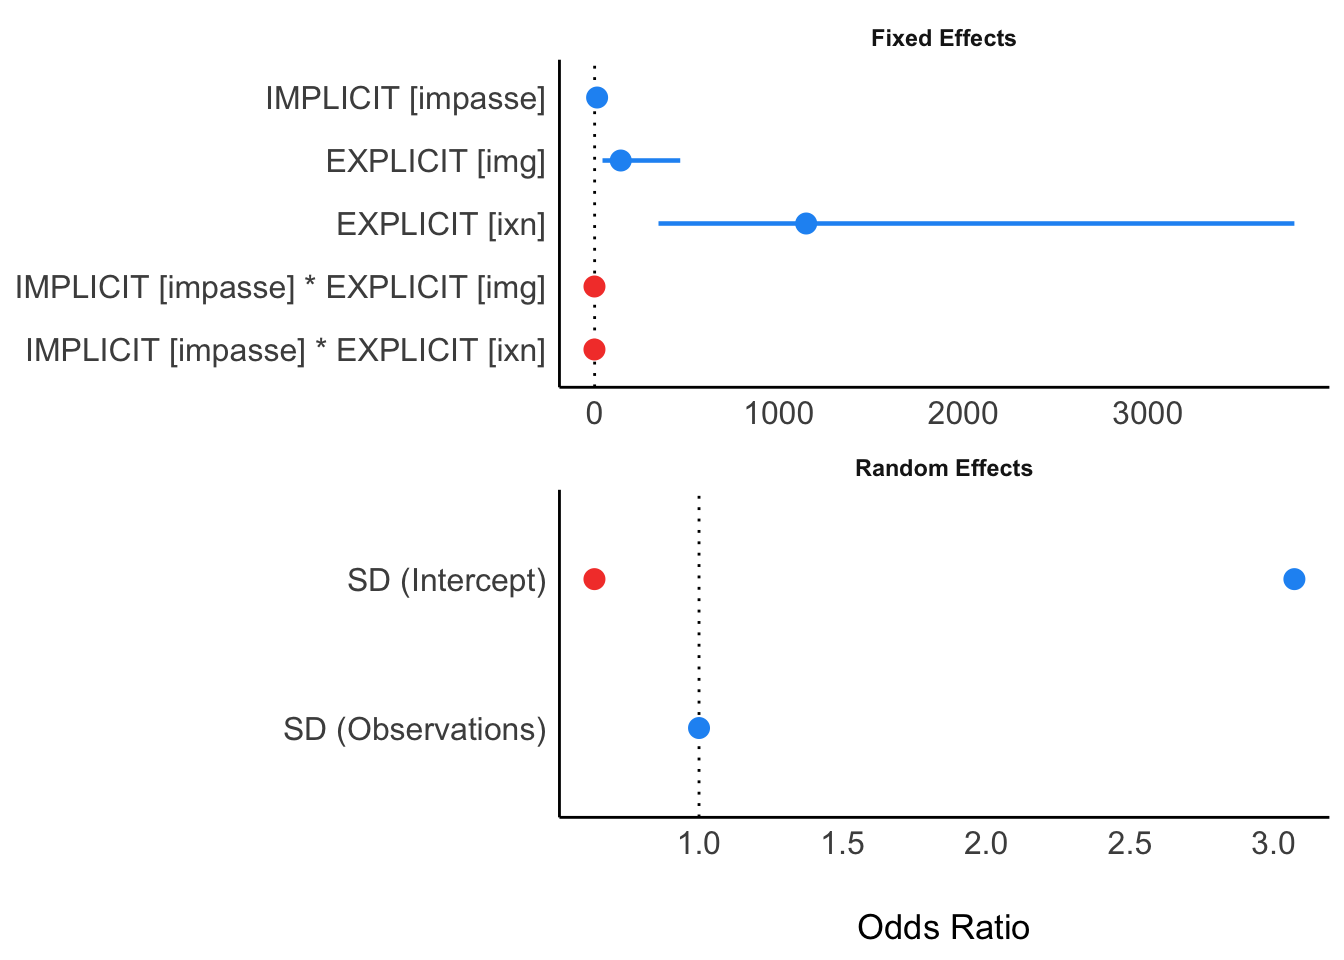 Fixed Effects
IMPLICIT [impasse]
EXPLICIT [img]
EXPLICIT [ixn]
IMPLICIT [impasse] * EXPLICIT [img]
IMPLICIT [impasse] * EXPLICIT [ixn]
0 1000 2000 3000
Random Effects
SD (Intercept)
SD (Observations)
1.0 1.5 2.0 2.5 3.0
Odds Ratio